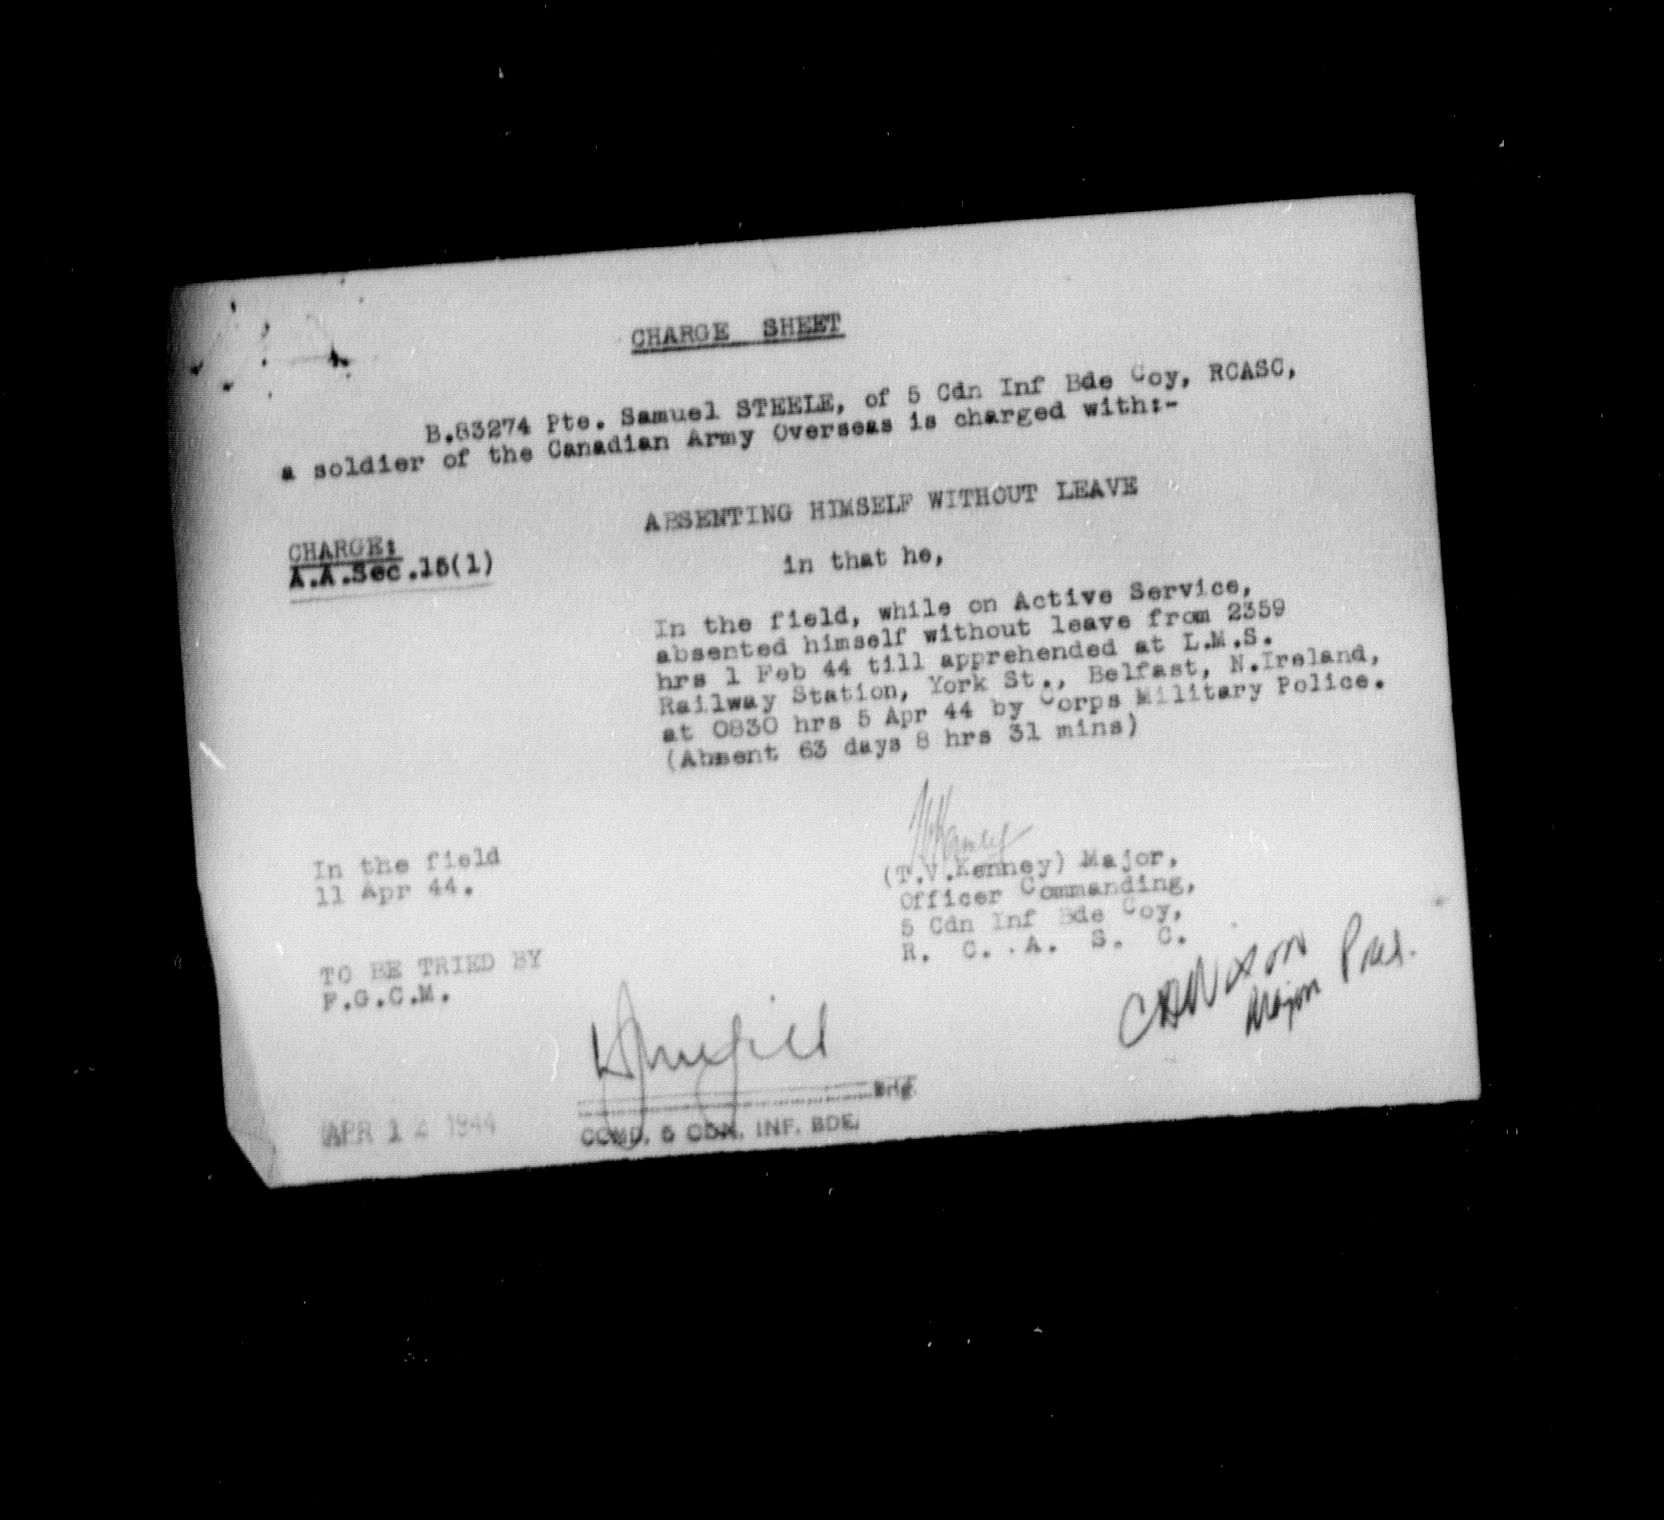 CHARGE SHEET
B.83274 Pte. Samuel STEELE, of 5 Cdn Inf Bde Coy, RCASC,
a soldier of the Canadian Army Overseas is charged with:-
ABSENTING HIMSELF WITHOUT LEAVE
CHARGE:
A.A.Sec.15(1)
in that he,
In the field, while on Active Service,
absented himself without leave from 2359
hrs 1 Feb 44 till apprehended at L.M.S.
Railway Station, York St., Belfast, N.Ireland,
at 0830 hrs 5 Apr 44 by Corps Military Police.
(Absent 63 days 8 hrs 31 mins)
In the field
11 Apr 44.
(T.V.Kenney) Major,
Officer Commanding,
5 Cdn Inf Bde Coy,
R. C. A. S. C.
TO BE TRIED BY
F.G.C.M.
Nixon
Major Pres.
BRIG.
COMD. 5 CDN. INF. BDE.
APR 12 1944